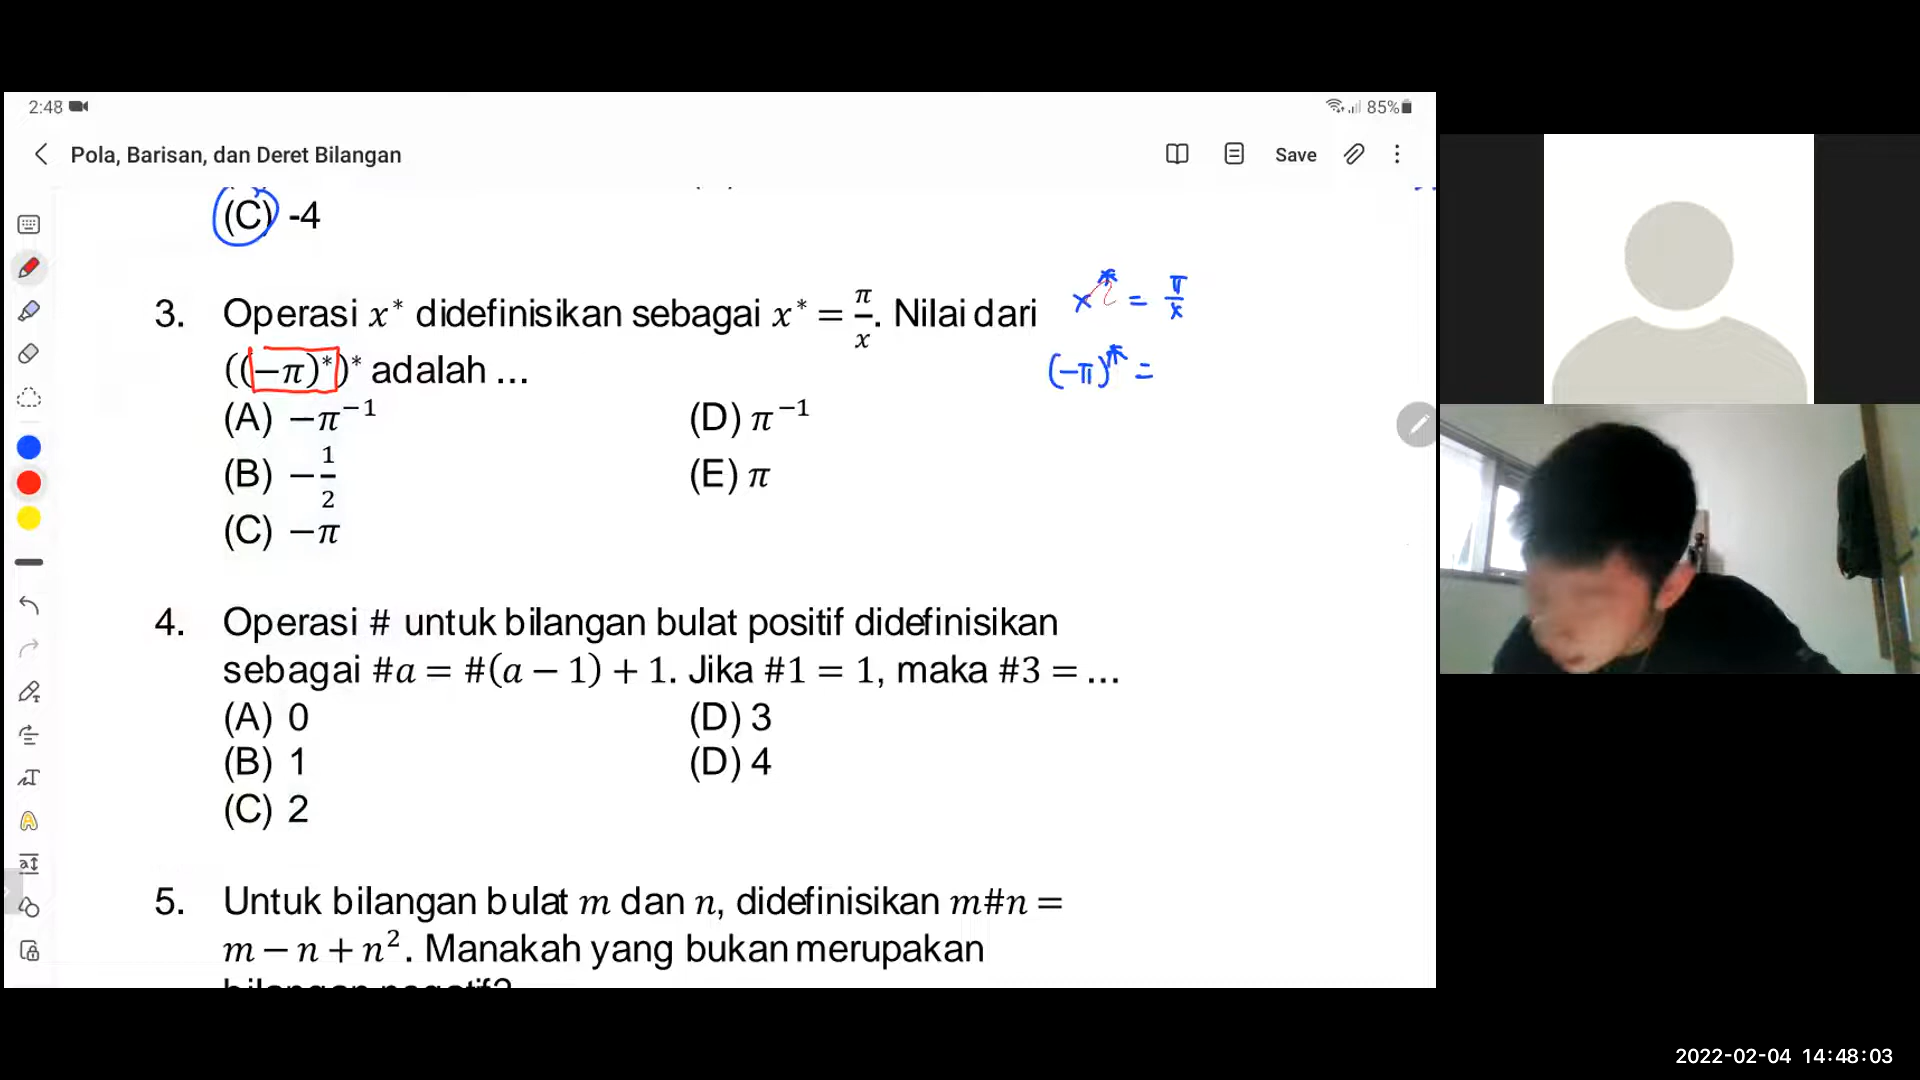 2:48
85%
Pola, Barisan, dan Deret Bilangan
Save
(C) -4
3. Operasi x* didefinisikan sebagai x* = π/x. Nilai dari
((−π)*)* adalah ...
(A) −π⁻¹
(D) π⁻¹
(B) −1/2
(E) π
(C) −π
x* = π/x
(−π)* =
4. Operasi # untuk bilangan bulat positif didefinisikan
sebagai #a = #(a − 1) + 1. Jika #1 = 1, maka #3 = ...
(A) 0
(D) 3
(B) 1
(D) 4
(C) 2
5. Untuk bilangan bulat m dan n, didefinisikan m#n =
m − n + n². Manakah yang bukan merupakan
bilangan negatif?
2022-02-04 14:48:03